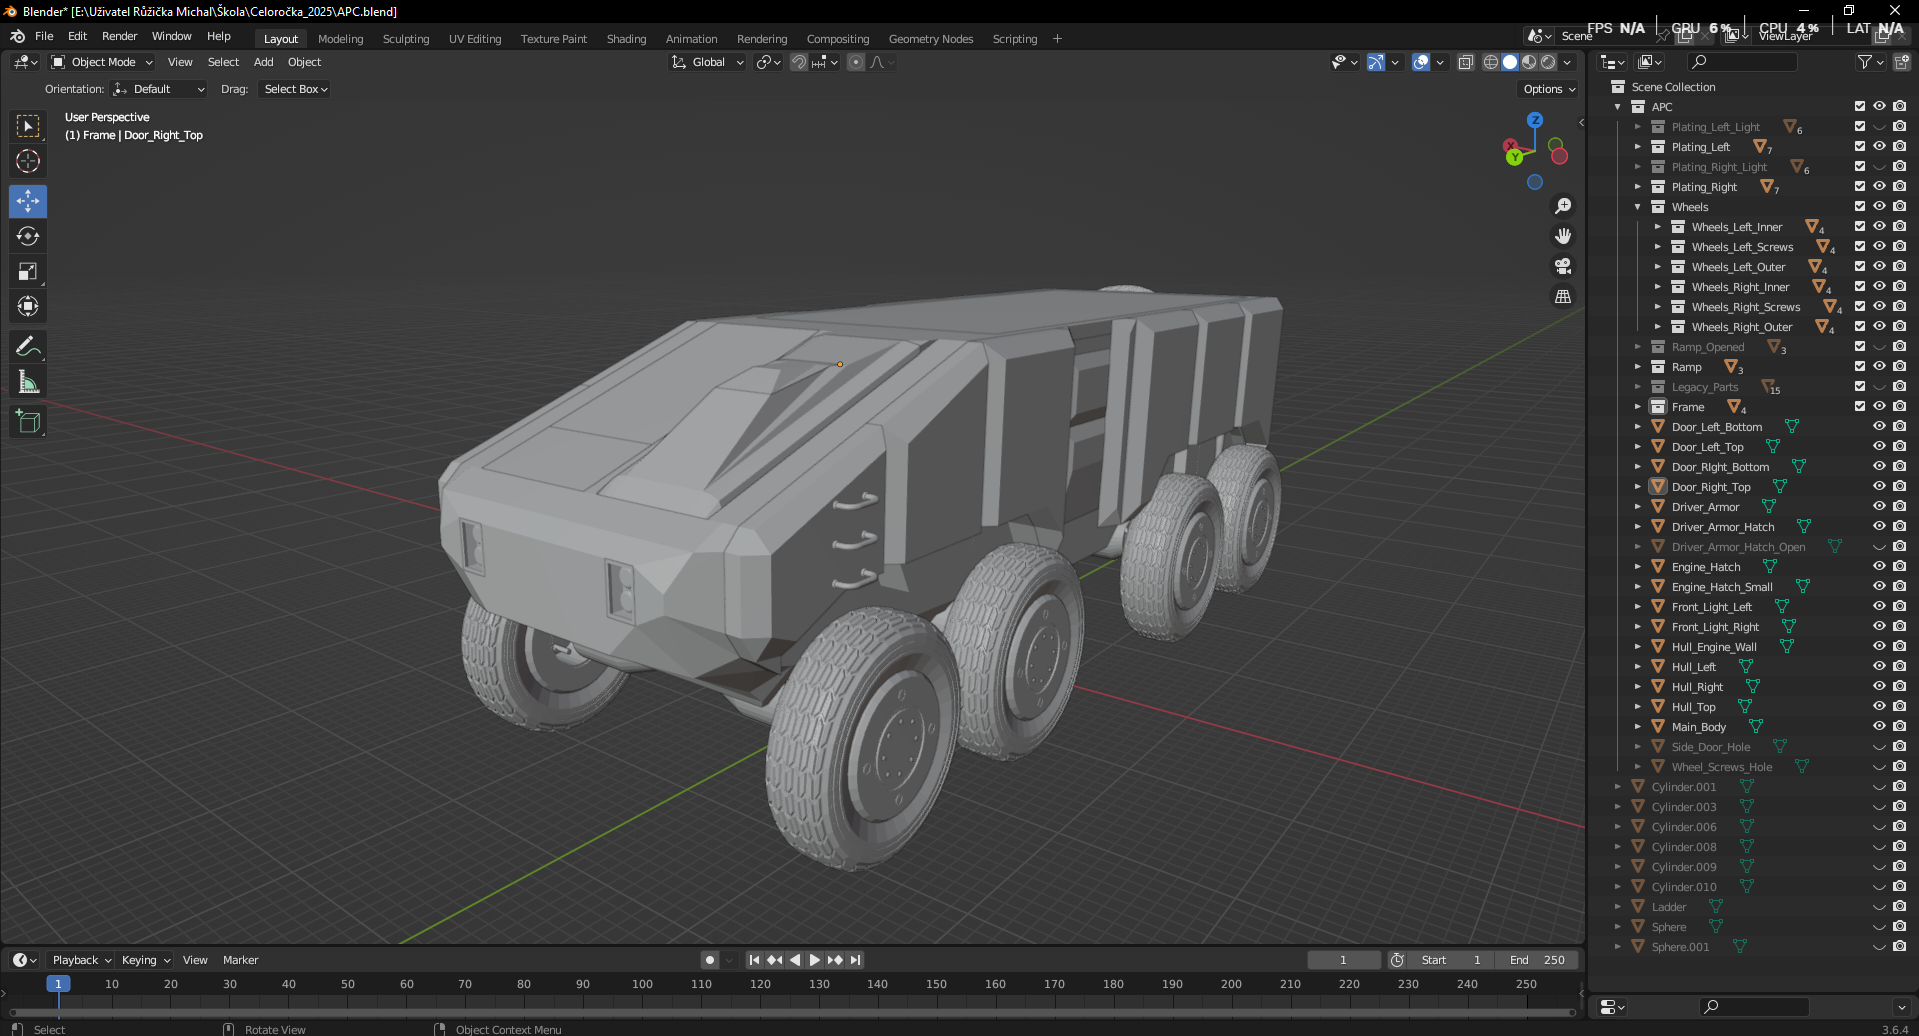 Blender* [E:\Uživatel Růžička Michal\Škola\Celoročka_2025\APC.blend]
FPS N/A GRU 6 % CPU 4 % LAT N/A
File Edit Render Window Help Layout Modeling Sculpting UV Editing Texture Paint Shading Animation Rendering Compositing Geometry Nodes Scripting + Scene ViewLayer
Object Mode View Select Add Object Global
Orientation: Default Drag: Select Box Options
User Perspective
(1) Frame | Door_Right_Top
Z
X
Y
Scene Collection
APC
Plating_Left_Light 6
Plating_Left 7
Plating_Right_Light 6
Plating_Right 7
Wheels
Wheels_Left_Inner 4
Wheels_Left_Screws 4
Wheels_Left_Outer 4
Wheels_Right_Inner 4
Wheels_Right_Screws 4
Wheels_Right_Outer 4
Ramp_Opened 3
Ramp 3
Legacy_Parts 15
Frame 4
Door_Left_Bottom
Door_Left_Top
Door_RIght_Bottom
Door_Right_Top
Driver_Armor
Driver_Armor_Hatch
Driver_Armor_Hatch_Open
Engine_Hatch
Engine_Hatch_Small
Front_Light_Left
Front_Light_Right
Hull_Engine_Wall
Hull_Left
Hull_Right
Hull_Top
Main_Body
Side_Door_Hole
Wheel_Screws_Hole
Cylinder.001
Cylinder.003
Cylinder.006
Cylinder.008
Cylinder.009
Cylinder.010
Ladder
Sphere
Sphere.001
Playback Keying View Marker 1 Start 1 End 250
1 10 20 30 40 50 60 70 80 90 100 110 120 130 140 150 160 170 180 190 200 210 220 230 240 250
Select Rotate View Object Context Menu 3.6.4